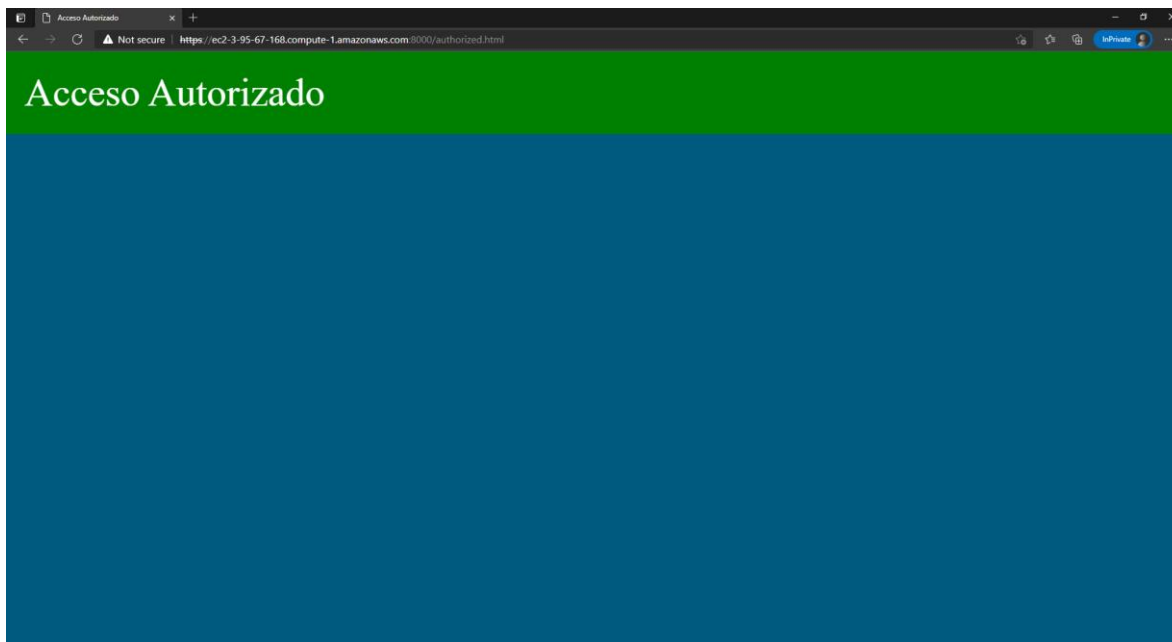 Acceso Autorizado
Not secure
https://ec2-3-95-67-168.compute-1.amazonaws.com:8000/authorized.html
InPrivate
Acceso Autorizado